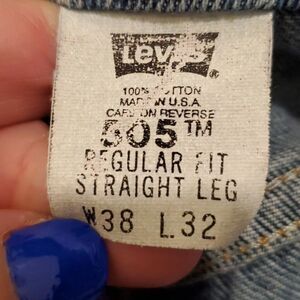 Levi's ®
100% COTTON
MADE IN U.S.A.
CARE ON REVERSE
505™
REGULAR FIT
STRAIGHT LEG
W38 L32